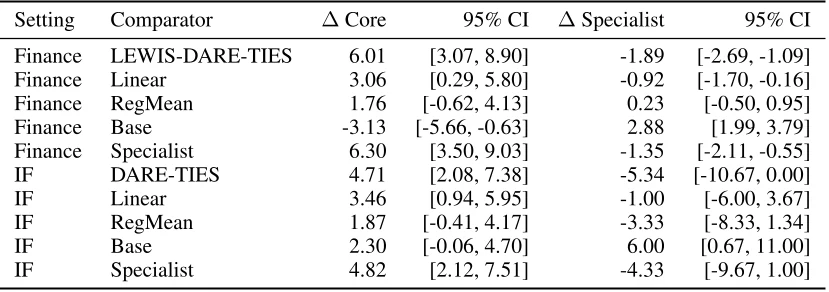 Setting Comparator Δ Core 95% CI Δ Specialist 95% CI
Finance LEWIS-DARE-TIES 6.01 [3.07, 8.90] -1.89 [-2.69, -1.09]
Finance Linear 3.06 [0.29, 5.80] -0.92 [-1.70, -0.16]
Finance RegMean 1.76 [-0.62, 4.13] 0.23 [-0.50, 0.95]
Finance Base -3.13 [-5.66, -0.63] 2.88 [1.99, 3.79]
Finance Specialist 6.30 [3.50, 9.03] -1.35 [-2.11, -0.55]
IF DARE-TIES 4.71 [2.08, 7.38] -5.34 [-10.67, 0.00]
IF Linear 3.46 [0.94, 5.95] -1.00 [-6.00, 3.67]
IF RegMean 1.87 [-0.41, 4.17] -3.33 [-8.33, 1.34]
IF Base 2.30 [-0.06, 4.70] 6.00 [0.67, 11.00]
IF Specialist 4.82 [2.12, 7.51] -4.33 [-9.67, 1.00]